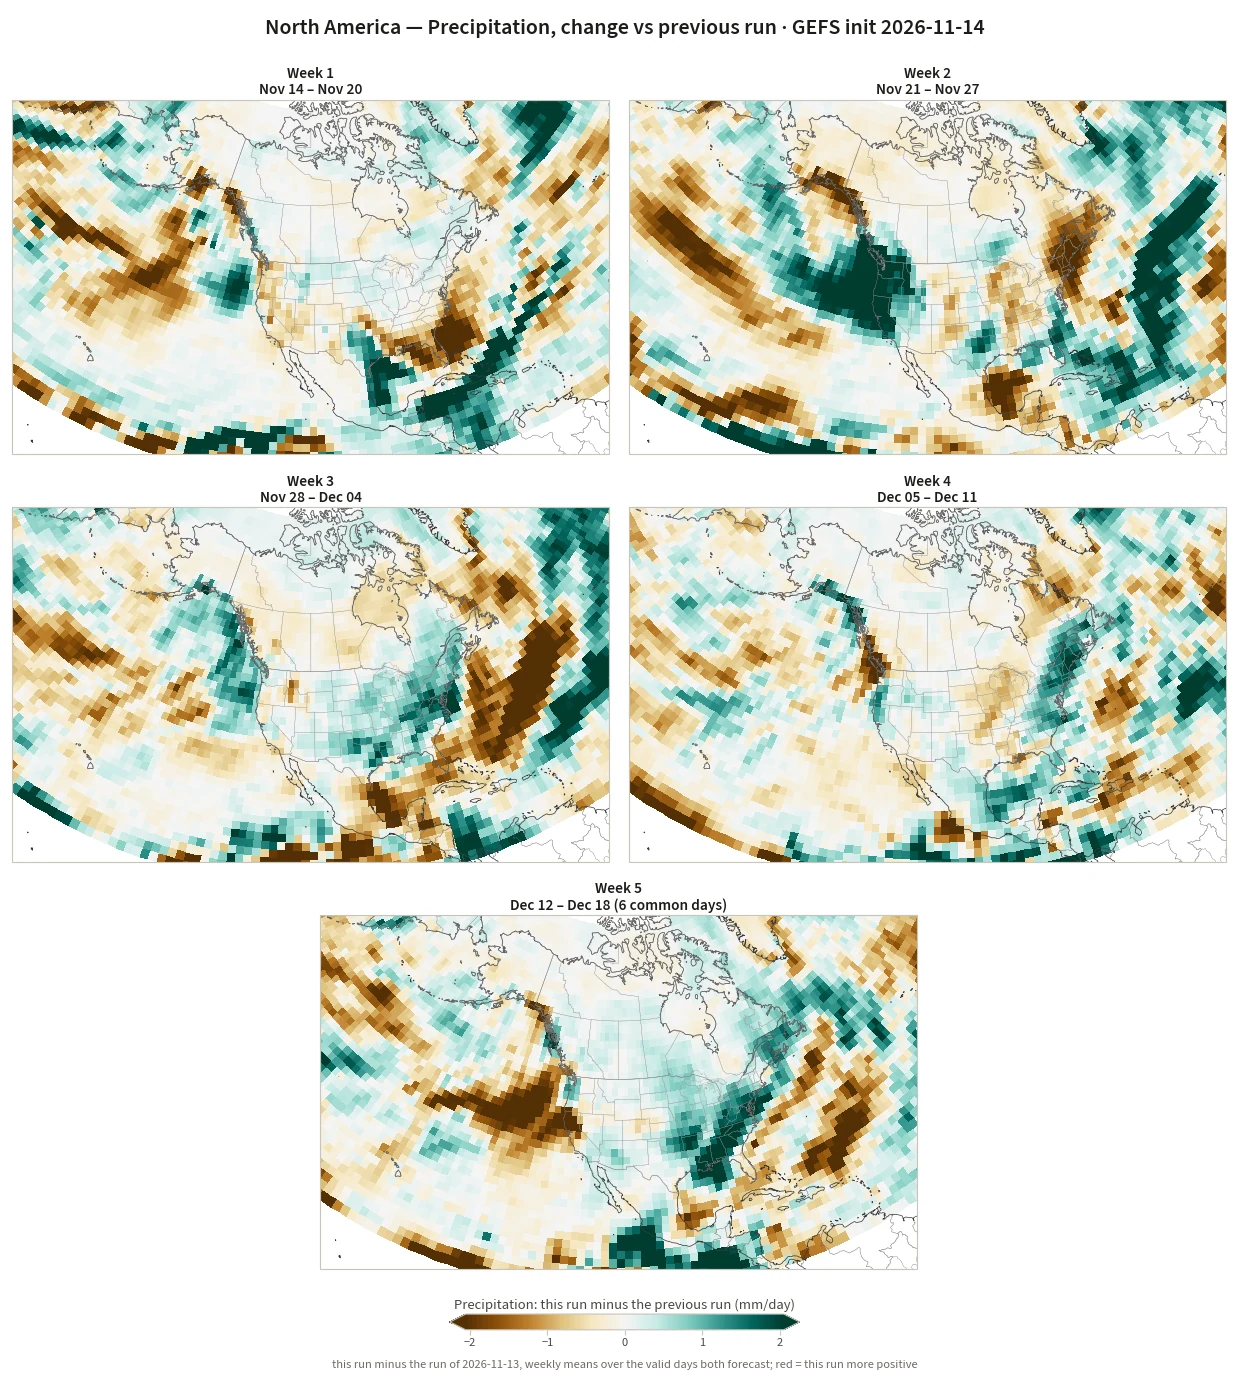 North America — Precipitation, change vs previous run · GEFS init 2026-11-14
Week 1
Nov 14 – Nov 20
Week 2
Nov 21 – Nov 27
Week 3
Nov 28 – Dec 04
Week 4
Dec 05 – Dec 11
Week 5
Dec 12 – Dec 18 (6 common days)
Precipitation: this run minus the previous run (mm/day)
−2 −1 0 1 2
this run minus the run of 2026-11-13, weekly means over the valid days both forecast; red = this run more positive